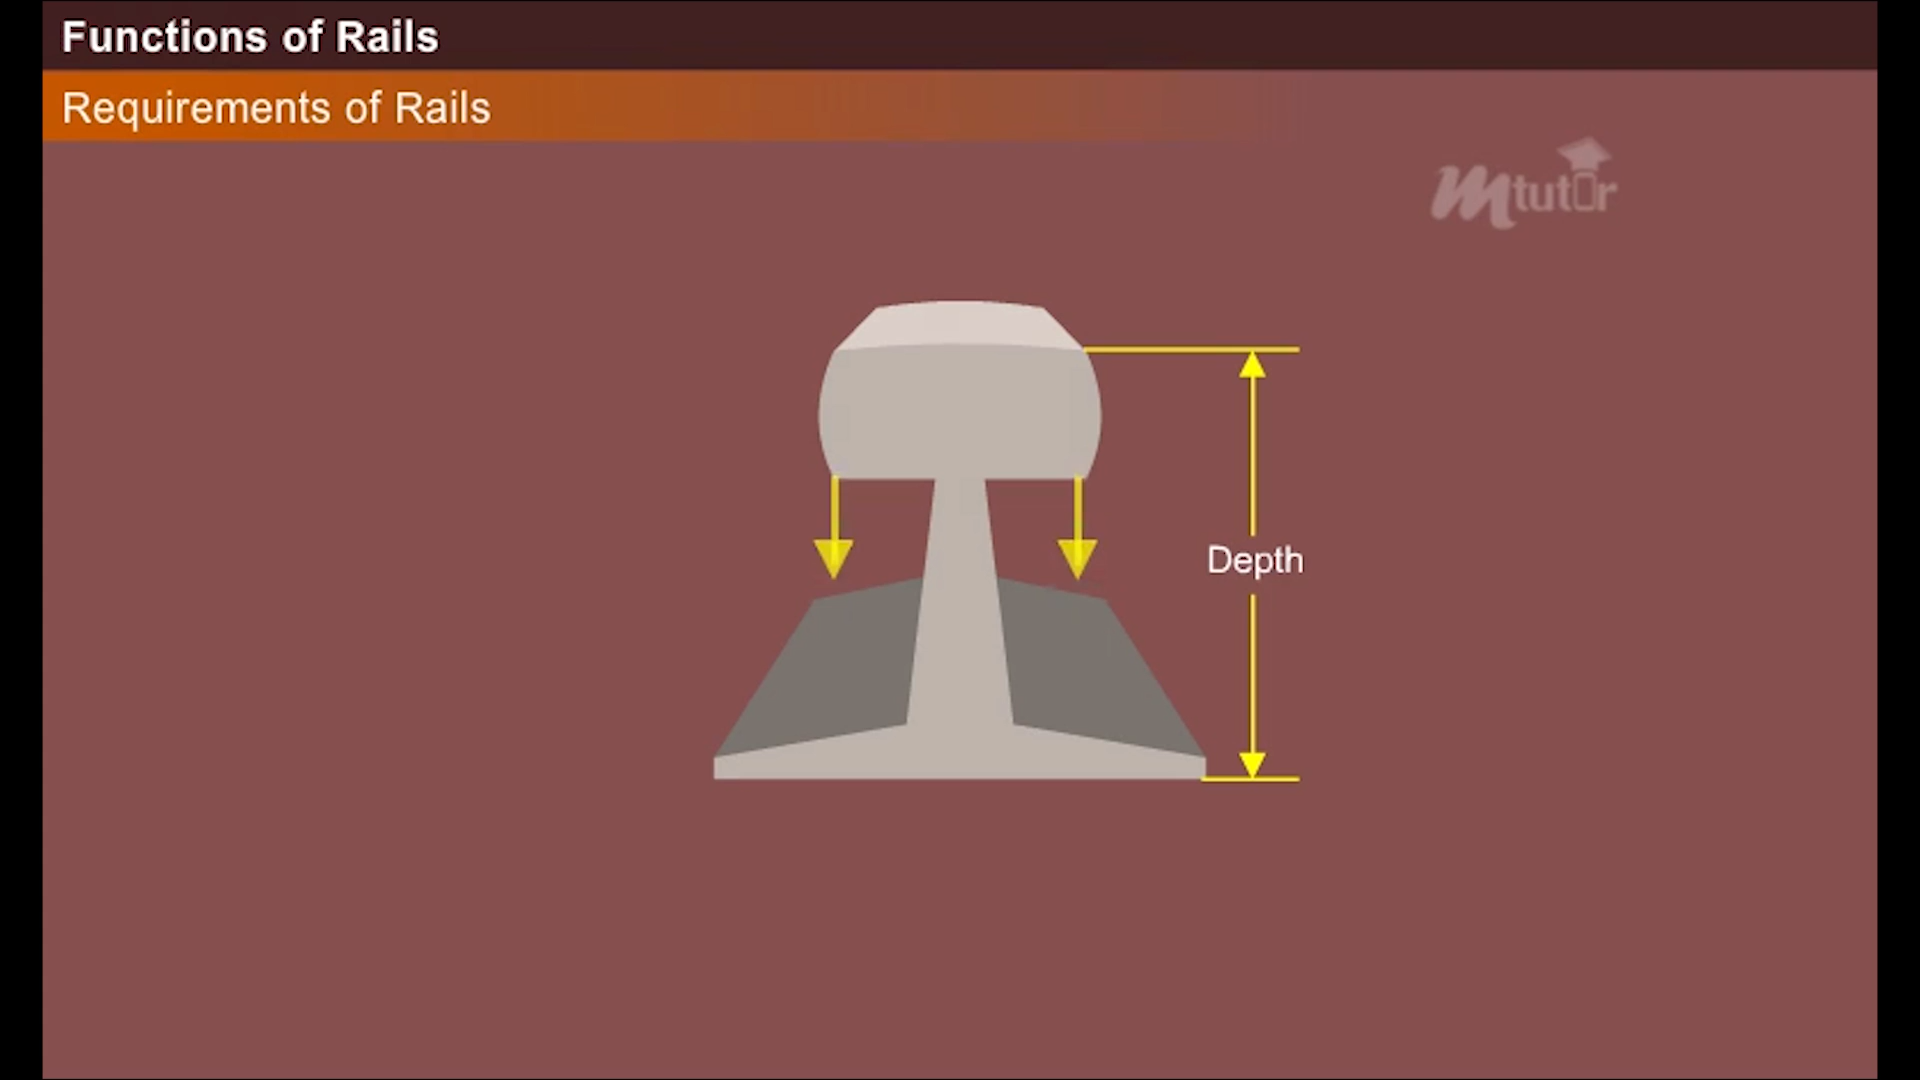 Functions of Rails
Requirements of Rails
mtutor
Depth